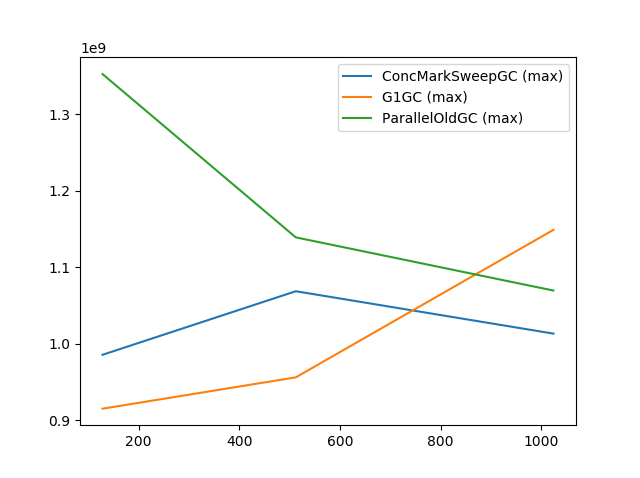 1e9
ConcMarkSweepGC (max)
G1GC (max)
ParallelOldGC (max)
1.3
1.2
1.1
1.0
0.9
200 400 600 800 1000